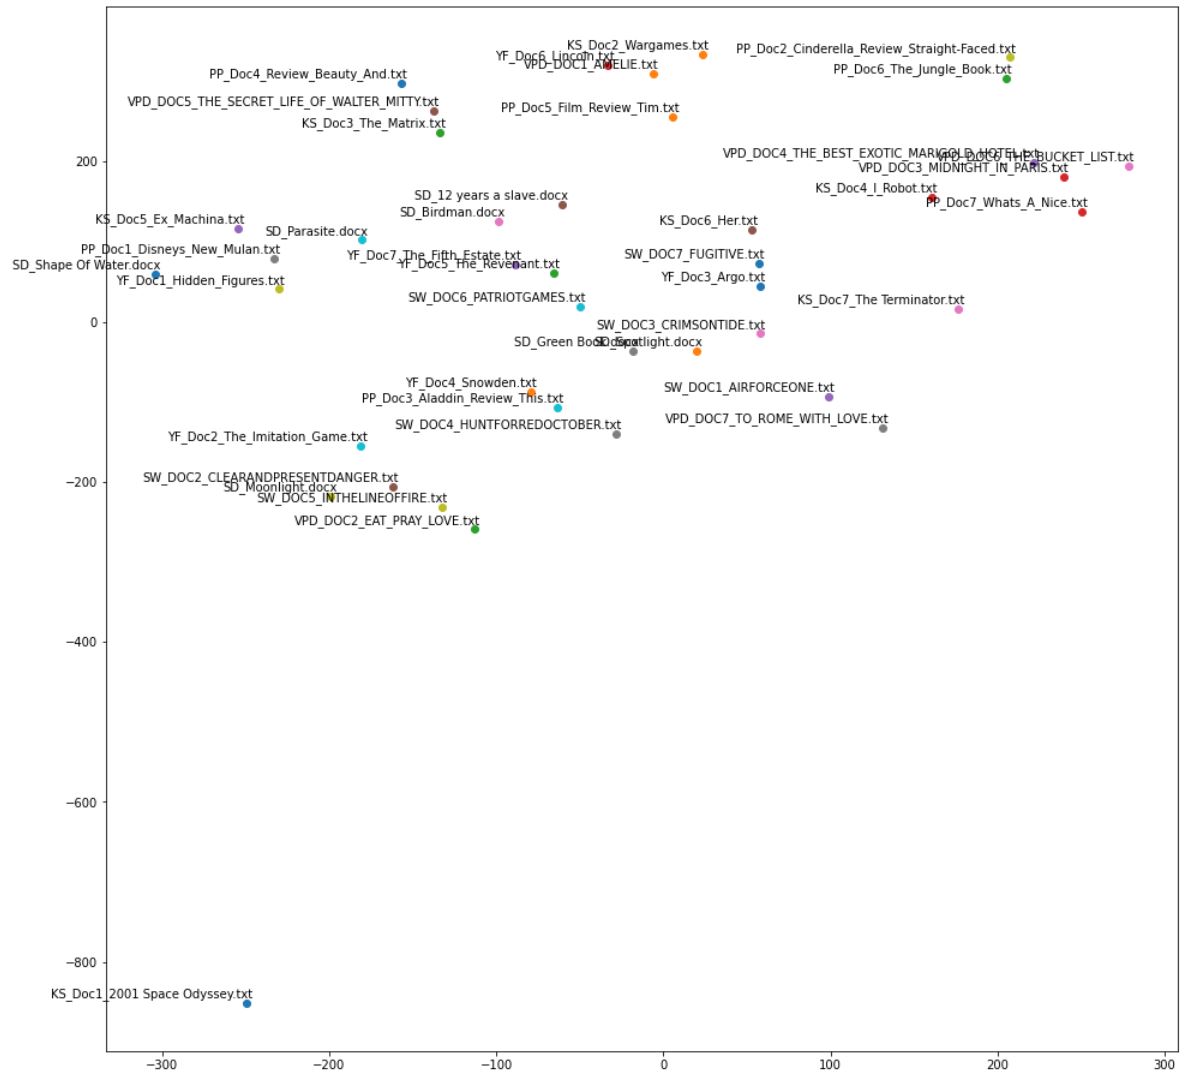 KS_Doc2_Wargames.txt
YF_Doc6_Lincoln.txt
PP_Doc2_Cinderella_Review_Straight-Faced.txt
VPD_DOC1_AMELIE.txt
PP_Doc6_The_Jungle_Book.txt
PP_Doc4_Review_Beauty_And.txt
VPD_DOC5_THE_SECRET_LIFE_OF_WALTER_MITTY.txt
PP_Doc5_Film_Review_Tim.txt
KS_Doc3_The_Matrix.txt
200
VPD_DOC4_THE_BEST_EXOTIC_MARIGOLD_HOTEL.txt
VPD_DOC6_THE_BUCKET_LIST.txt
VPD_DOC3_MIDNIGHT_IN_PARIS.txt
KS_Doc4_I_Robot.txt
SD_12 years a slave.docx
PP_Doc7_Whats_A_Nice.txt
SD_Birdman.docx
KS_Doc5_Ex_Machina.txt
KS_Doc6_Her.txt
SD_Parasite.docx
PP_Doc1_Disneys_New_Mulan.txt
YF_Doc7_The_Fifth_Estate.txt
SW_DOC7_FUGITIVE.txt
SD_Shape Of Water.docx
YF_Doc5_The_Revenant.txt
YF_Doc1_Hidden_Figures.txt
YF_Doc3_Argo.txt
SW_DOC6_PATRIOTGAMES.txt
KS_Doc7_The Terminator.txt
0
SW_DOC3_CRIMSONTIDE.txt
SD_Green Book.docx
SD_Spotlight.docx
YF_Doc4_Snowden.txt
SW_DOC1_AIRFORCEONE.txt
PP_Doc3_Aladdin_Review_This.txt
VPD_DOC7_TO_ROME_WITH_LOVE.txt
SW_DOC4_HUNTFORREDOCTOBER.txt
YF_Doc2_The_Imitation_Game.txt
−200
SW_DOC2_CLEARANDPRESENTDANGER.txt
SD_Moonlight.docx
SW_DOC5_INTHELINEOFFIRE.txt
VPD_DOC2_EAT_PRAY_LOVE.txt
−400
−600
−800
KS_Doc1_2001 Space Odyssey.txt
−300 −200 −100 0 100 200 300